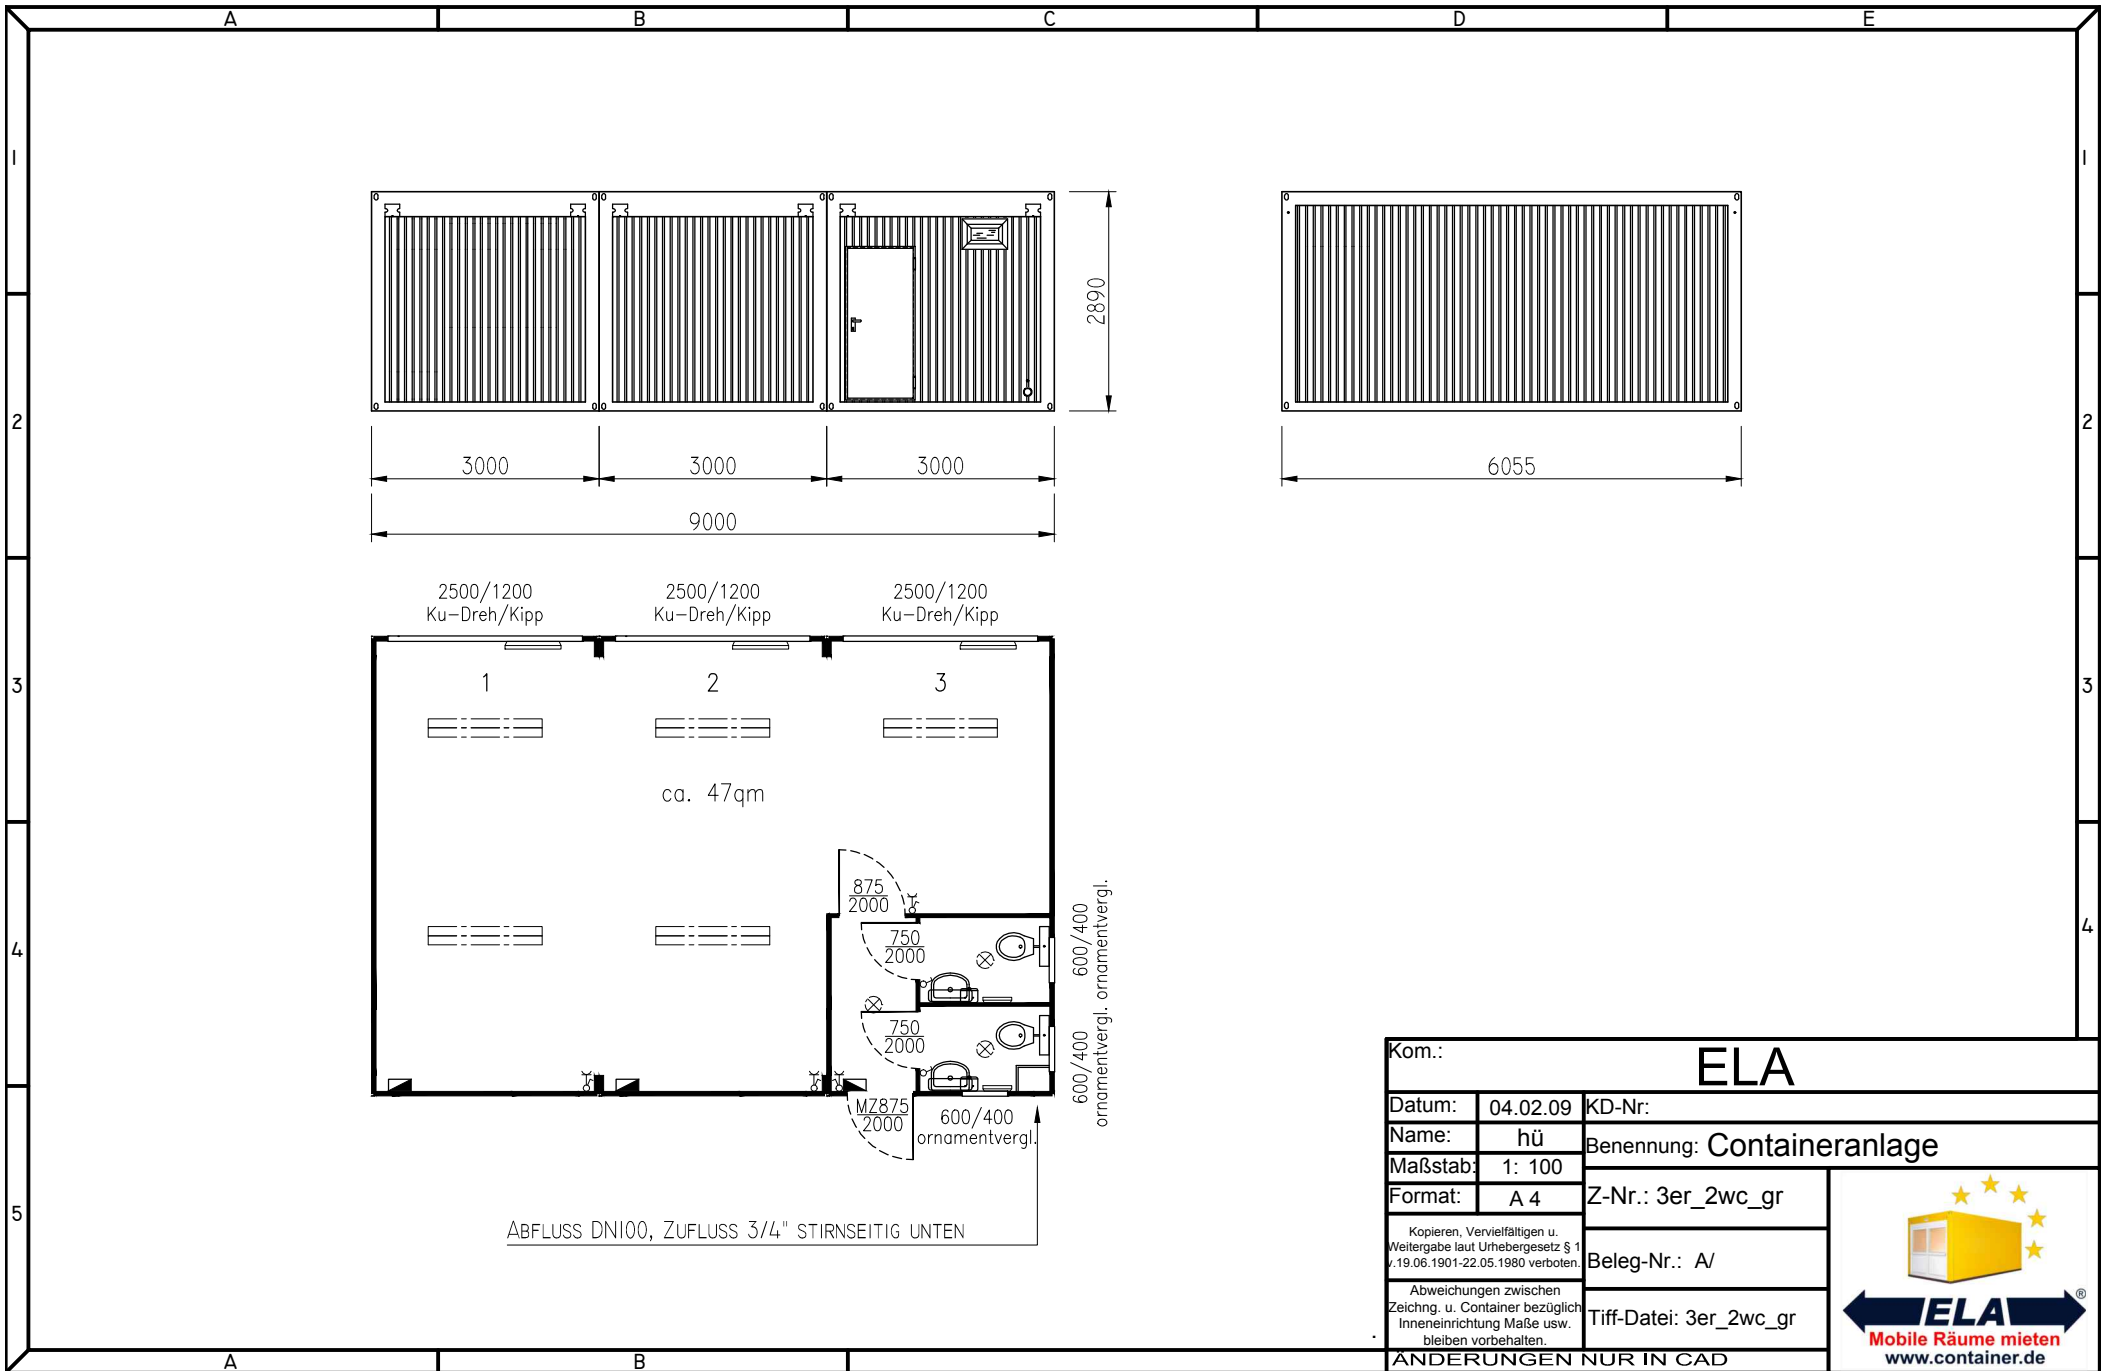 A B C D E
1 1
2890
2 2
3000 3000 3000
6055
9000
2500/1200 2500/1200 2500/1200
Ku-Dreh/Kipp Ku-Dreh/Kipp Ku-Dreh/Kipp
3 3
1 2 3
ca. 47qm
875
2000
600/400
ornamentvergl.
4 4
750
2000
750
2000
600/400
ornamentvergl.
MZ875
2000
600/400
ornamentvergl.
5
ABFLUSS DN100, ZUFLUSS 3/4" STIRNSEITIG UNTEN
Kom.: ELA
Datum: 04.02.09 KD-Nr:
Name: hü
Benennung: Containeranlage
Maßstab: 1: 100
Format: A 4
Z-Nr.: 3er_2wc_gr
Kopieren, Vervielfältigen u.
Weitergabe laut Urhebergesetz § 1
v.19.06.1901-22.05.1980 verboten.
Beleg-Nr.: A/
Abweichungen zwischen
Zeichng. u. Container bezüglich
Inneneinrichtung Maße usw.
bleiben vorbehalten.
Tiff-Datei: 3er_2wc_gr
ÄNDERUNGEN NUR IN CAD
ELA®
Mobile Räume mieten
www.container.de
A B